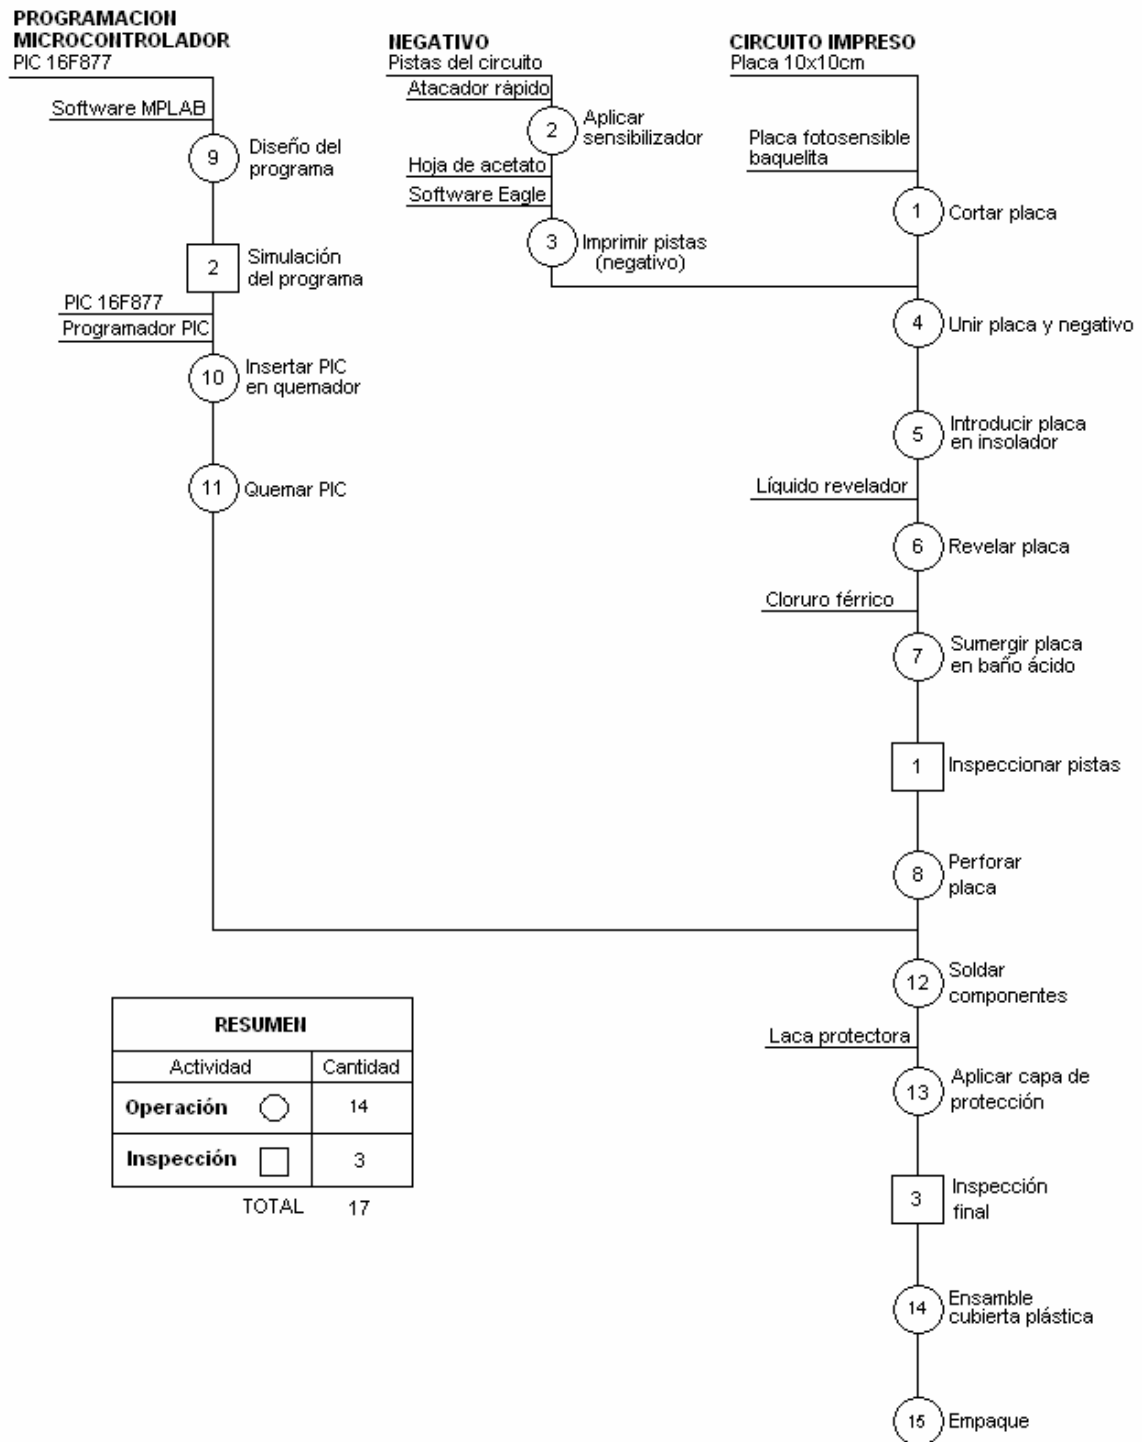 PROGRAMACION
MICROCONTROLADOR
PIC 16F877
Software MPLAB
9
Diseño del
programa
2
Simulación
del programa
PIC 16F877
Programador PIC
10
Insertar PIC
en quemador
11
Quemar PIC
NEGATIVO
Pistas del circuito
Atacador rápido
2
Aplicar
sensibilizador
Hoja de acetato
Software Eagle
3
Imprimir pistas
(negativo)
CIRCUITO IMPRESO
Placa 10x10cm
Placa fotosensible
baquelita
1
Cortar placa
4
Unir placa y negativo
5
Introducir placa
en insolador
Líquido revelador
6
Revelar placa
Cloruro férrico
7
Sumergir placa
en baño ácido
1
Inspeccionar pistas
8
Perforar
placa
12
Soldar
componentes
Laca protectora
13
Aplicar capa de
protección
3
Inspección
final
14
Ensamble
cubierta plástica
15
Empaque
RESUMEN
Actividad Cantidad
Operación 14
Inspección 3
TOTAL 17